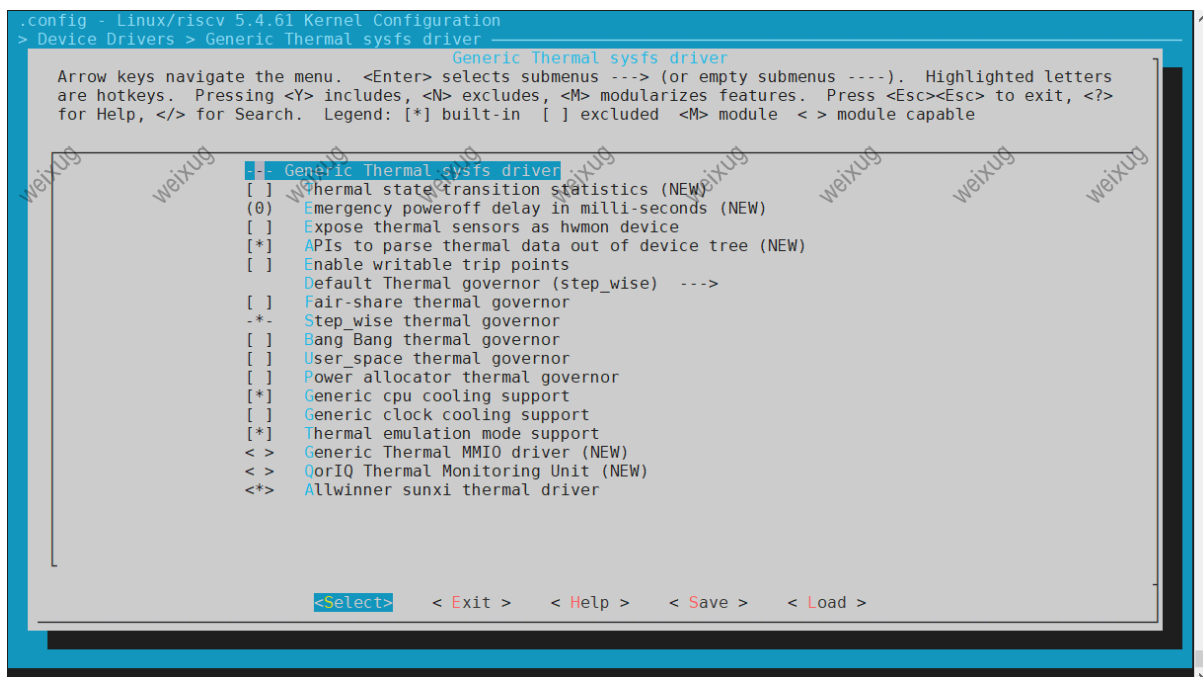 .config - Linux/riscv 5.4.61 Kernel Configuration
> Device Drivers > Generic Thermal sysfs driver
Generic Thermal sysfs driver
Arrow keys navigate the menu.  <Enter> selects submenus ---> (or empty submenus ----).  Highlighted letters
are hotkeys.  Pressing <Y> includes, <N> excludes, <M> modularizes features.  Press <Esc><Esc> to exit, <?>
for Help, </> for Search.  Legend: [*] built-in  [ ] excluded  <M> module  < > module capable
--- Generic Thermal sysfs driver
[ ]   Thermal state transition statistics (NEW)
(0)   Emergency poweroff delay in milli-seconds (NEW)
[ ]   Expose thermal sensors as hwmon device
[*]   APIs to parse thermal data out of device tree (NEW)
[ ]   Enable writable trip points
Default Thermal governor (step_wise)  --->
[ ]   Fair-share thermal governor
-*-   Step_wise thermal governor
[ ]   Bang Bang thermal governor
[ ]   User_space thermal governor
[ ]   Power allocator thermal governor
[*]   Generic cpu cooling support
[ ]   Generic clock cooling support
[*]   Thermal emulation mode support
< >   Generic Thermal MMIO driver (NEW)
< >   QorIQ Thermal Monitoring Unit (NEW)
<*>   Allwinner sunxi thermal driver
weixug weixug weixug weixug weixug weixug weixug weixug weixug
<Select>    < Exit >    < Help >    < Save >    < Load >